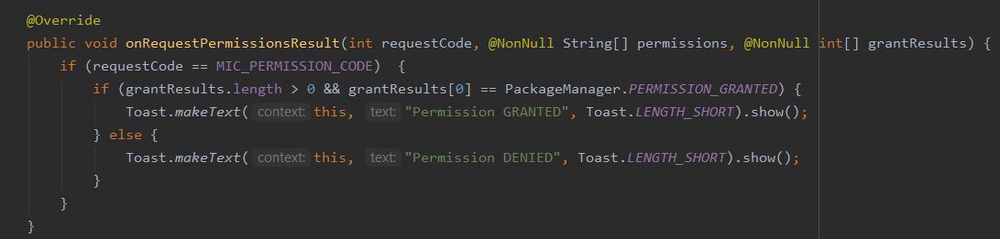 @Override
public void onRequestPermissionsResult(int requestCode, @NonNull String[] permissions, @NonNull int[] grantResults) {
if (requestCode == MIC_PERMISSION_CODE)  {
if (grantResults.length > 0 && grantResults[0] == PackageManager.PERMISSION_GRANTED) {
Toast.makeText( context: this,  text: "Permission GRANTED", Toast.LENGTH_SHORT).show();
} else {
Toast.makeText( context: this,  text: "Permission DENIED", Toast.LENGTH_SHORT).show();
}
}
}